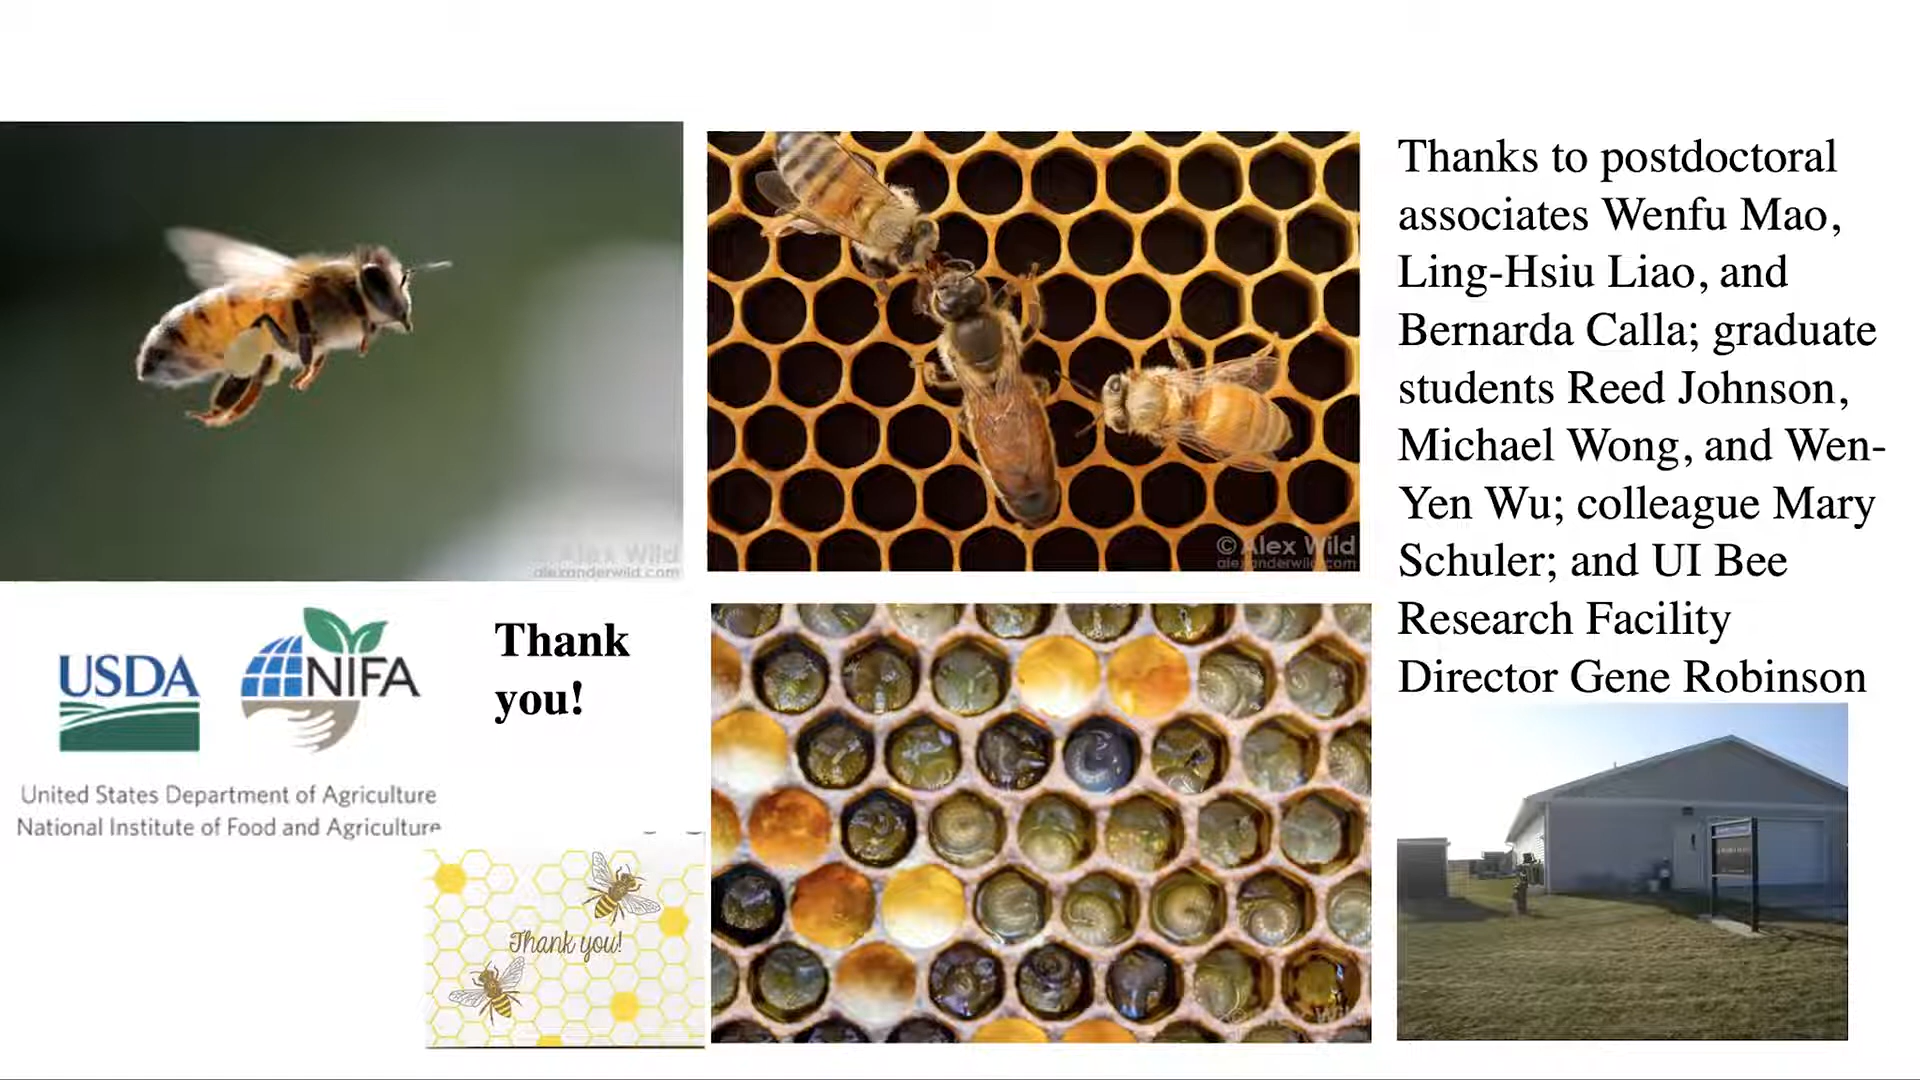 Thanks to postdoctoral
associates Wenfu Mao,
Ling-Hsiu Liao, and
Bernarda Calla; graduate
students Reed Johnson,
Michael Wong, and Wen-
Yen Wu; colleague Mary
Schuler; and UI Bee
Research Facility
Director Gene Robinson
Alex Wild
alexanderwild.com
© Alex Wild
alexanderwild.com
USDA
NIFA
United States Department of Agriculture
National Institute of Food and Agriculture
Thank
you!
Thank you!